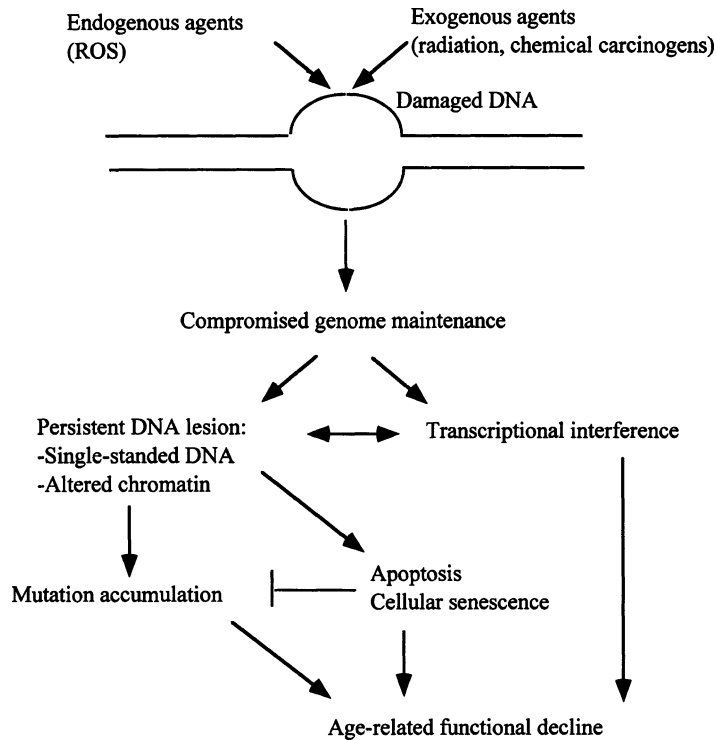 Endogenous agents
(ROS)
Exogenous agents
(radiation, chemical carcinogens)
Damaged DNA
Compromised genome maintenance
Persistent DNA lesion:
-Single-standed DNA
-Altered chromatin
Transcriptional interference
Mutation accumulation
Apoptosis
Cellular senescence
Age-related functional decline